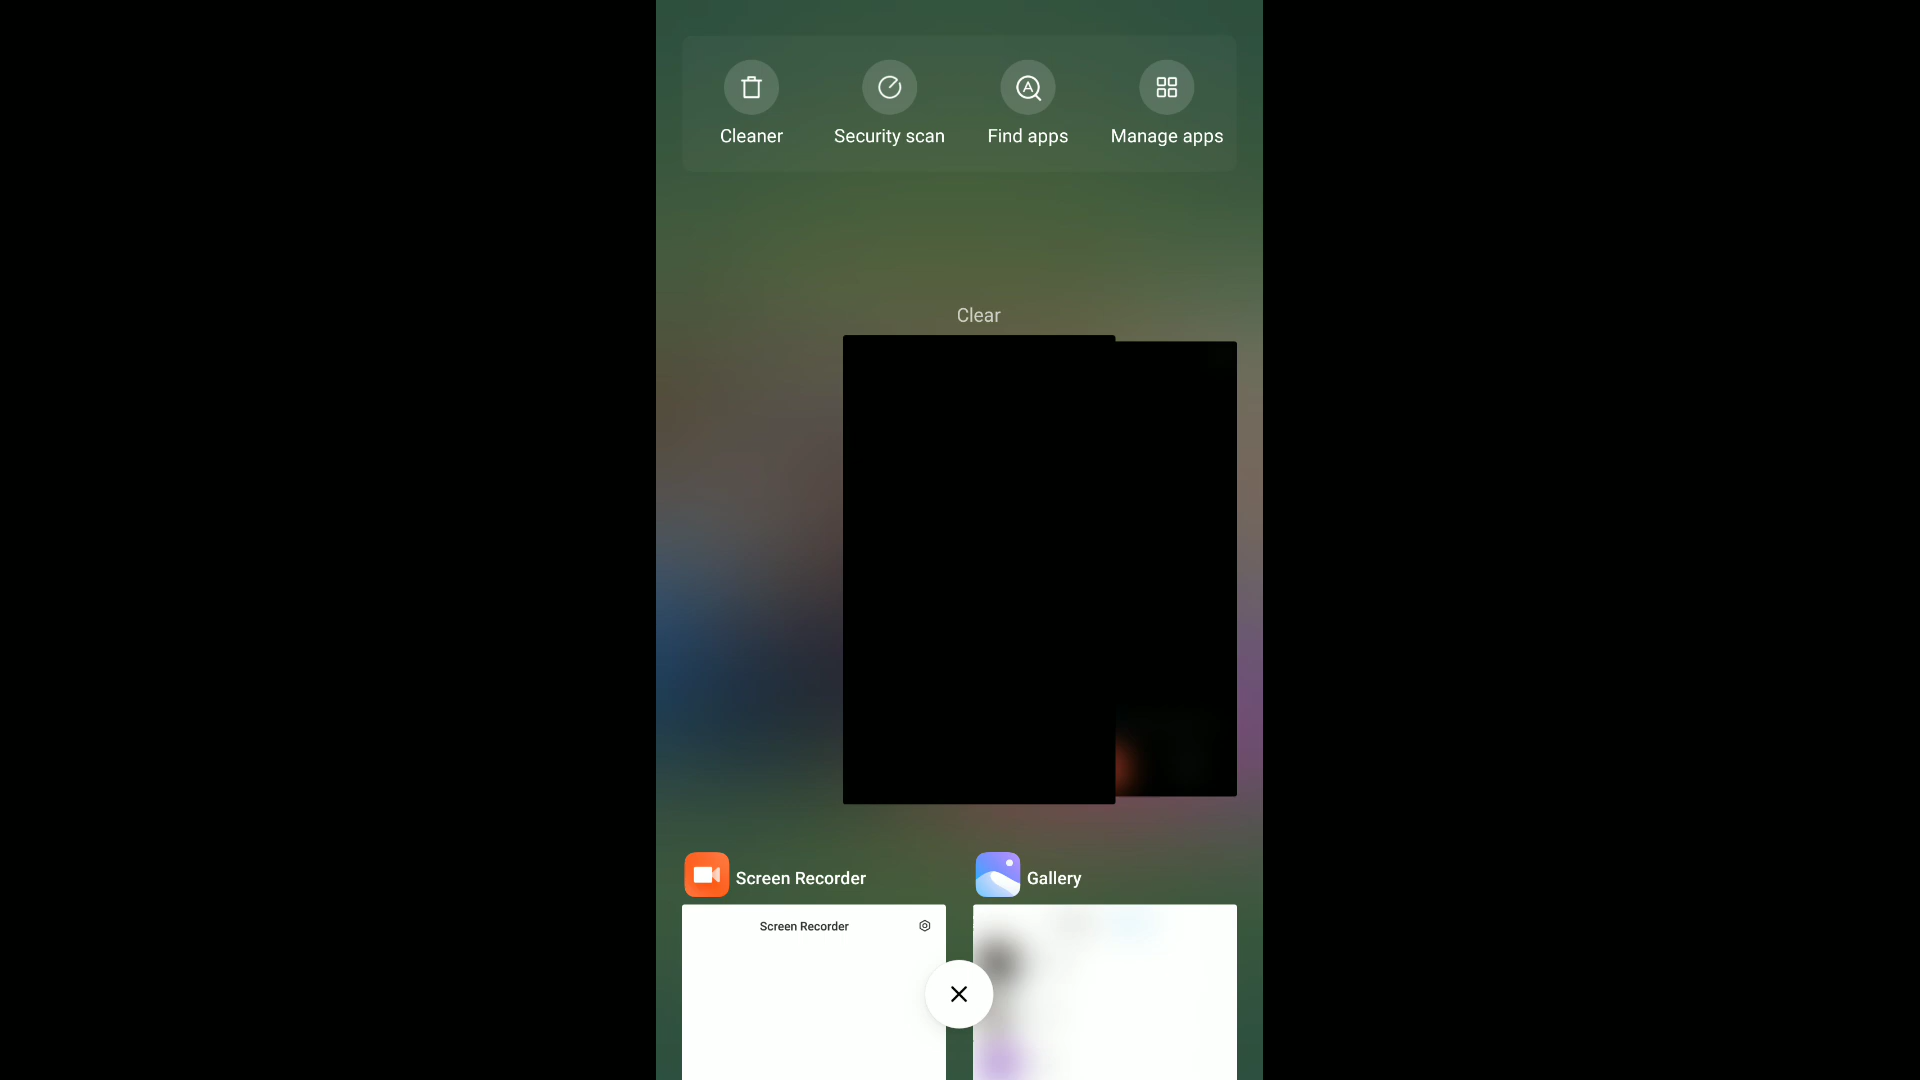 Cleaner
Security scan
Find apps
Manage apps
Clear
Screen Recorder
Gallery
Screen Recorder